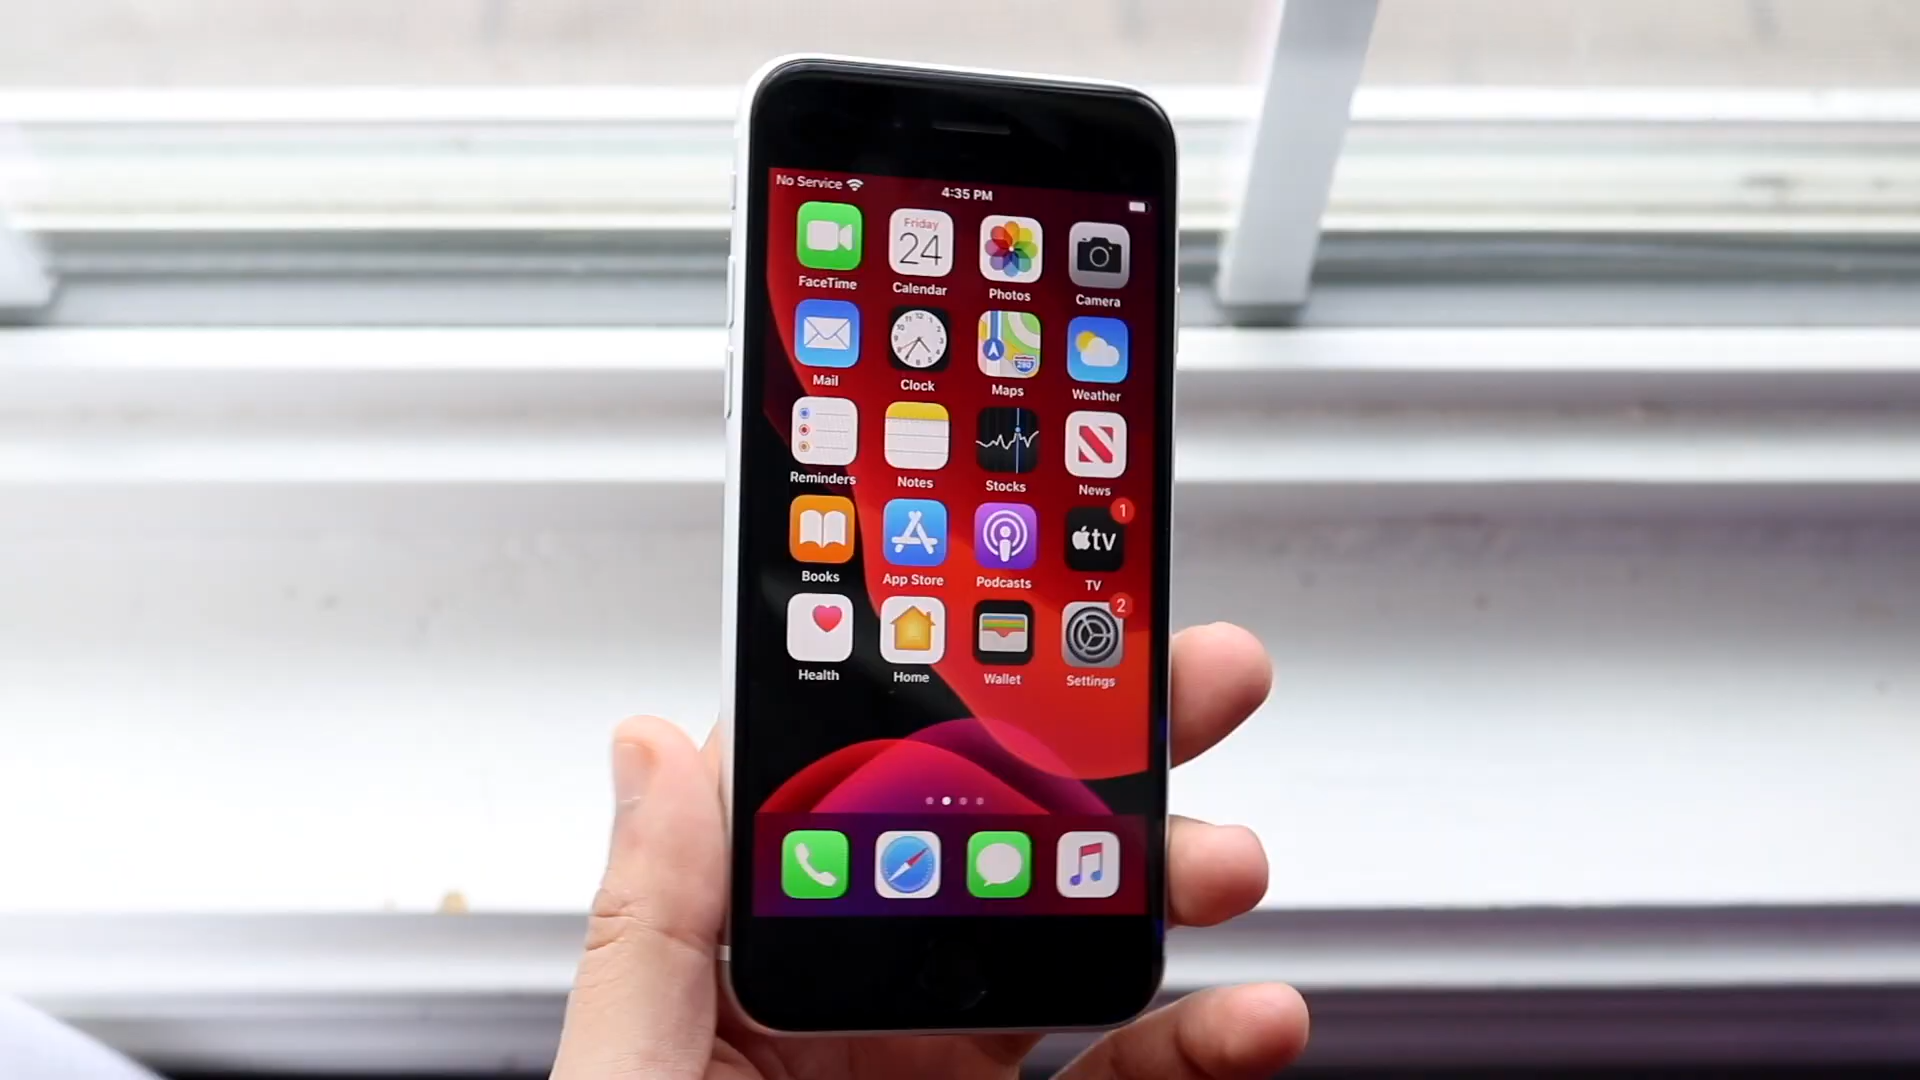 No Service
4:35 PM
Friday
24
FaceTime
Calendar
Photos
Camera
Mail
Clock
280
Maps
Weather
Reminders
Notes
Stocks
News
1
tv
Books
App Store
Podcasts
TV
2
Health
Home
Wallet
Settings